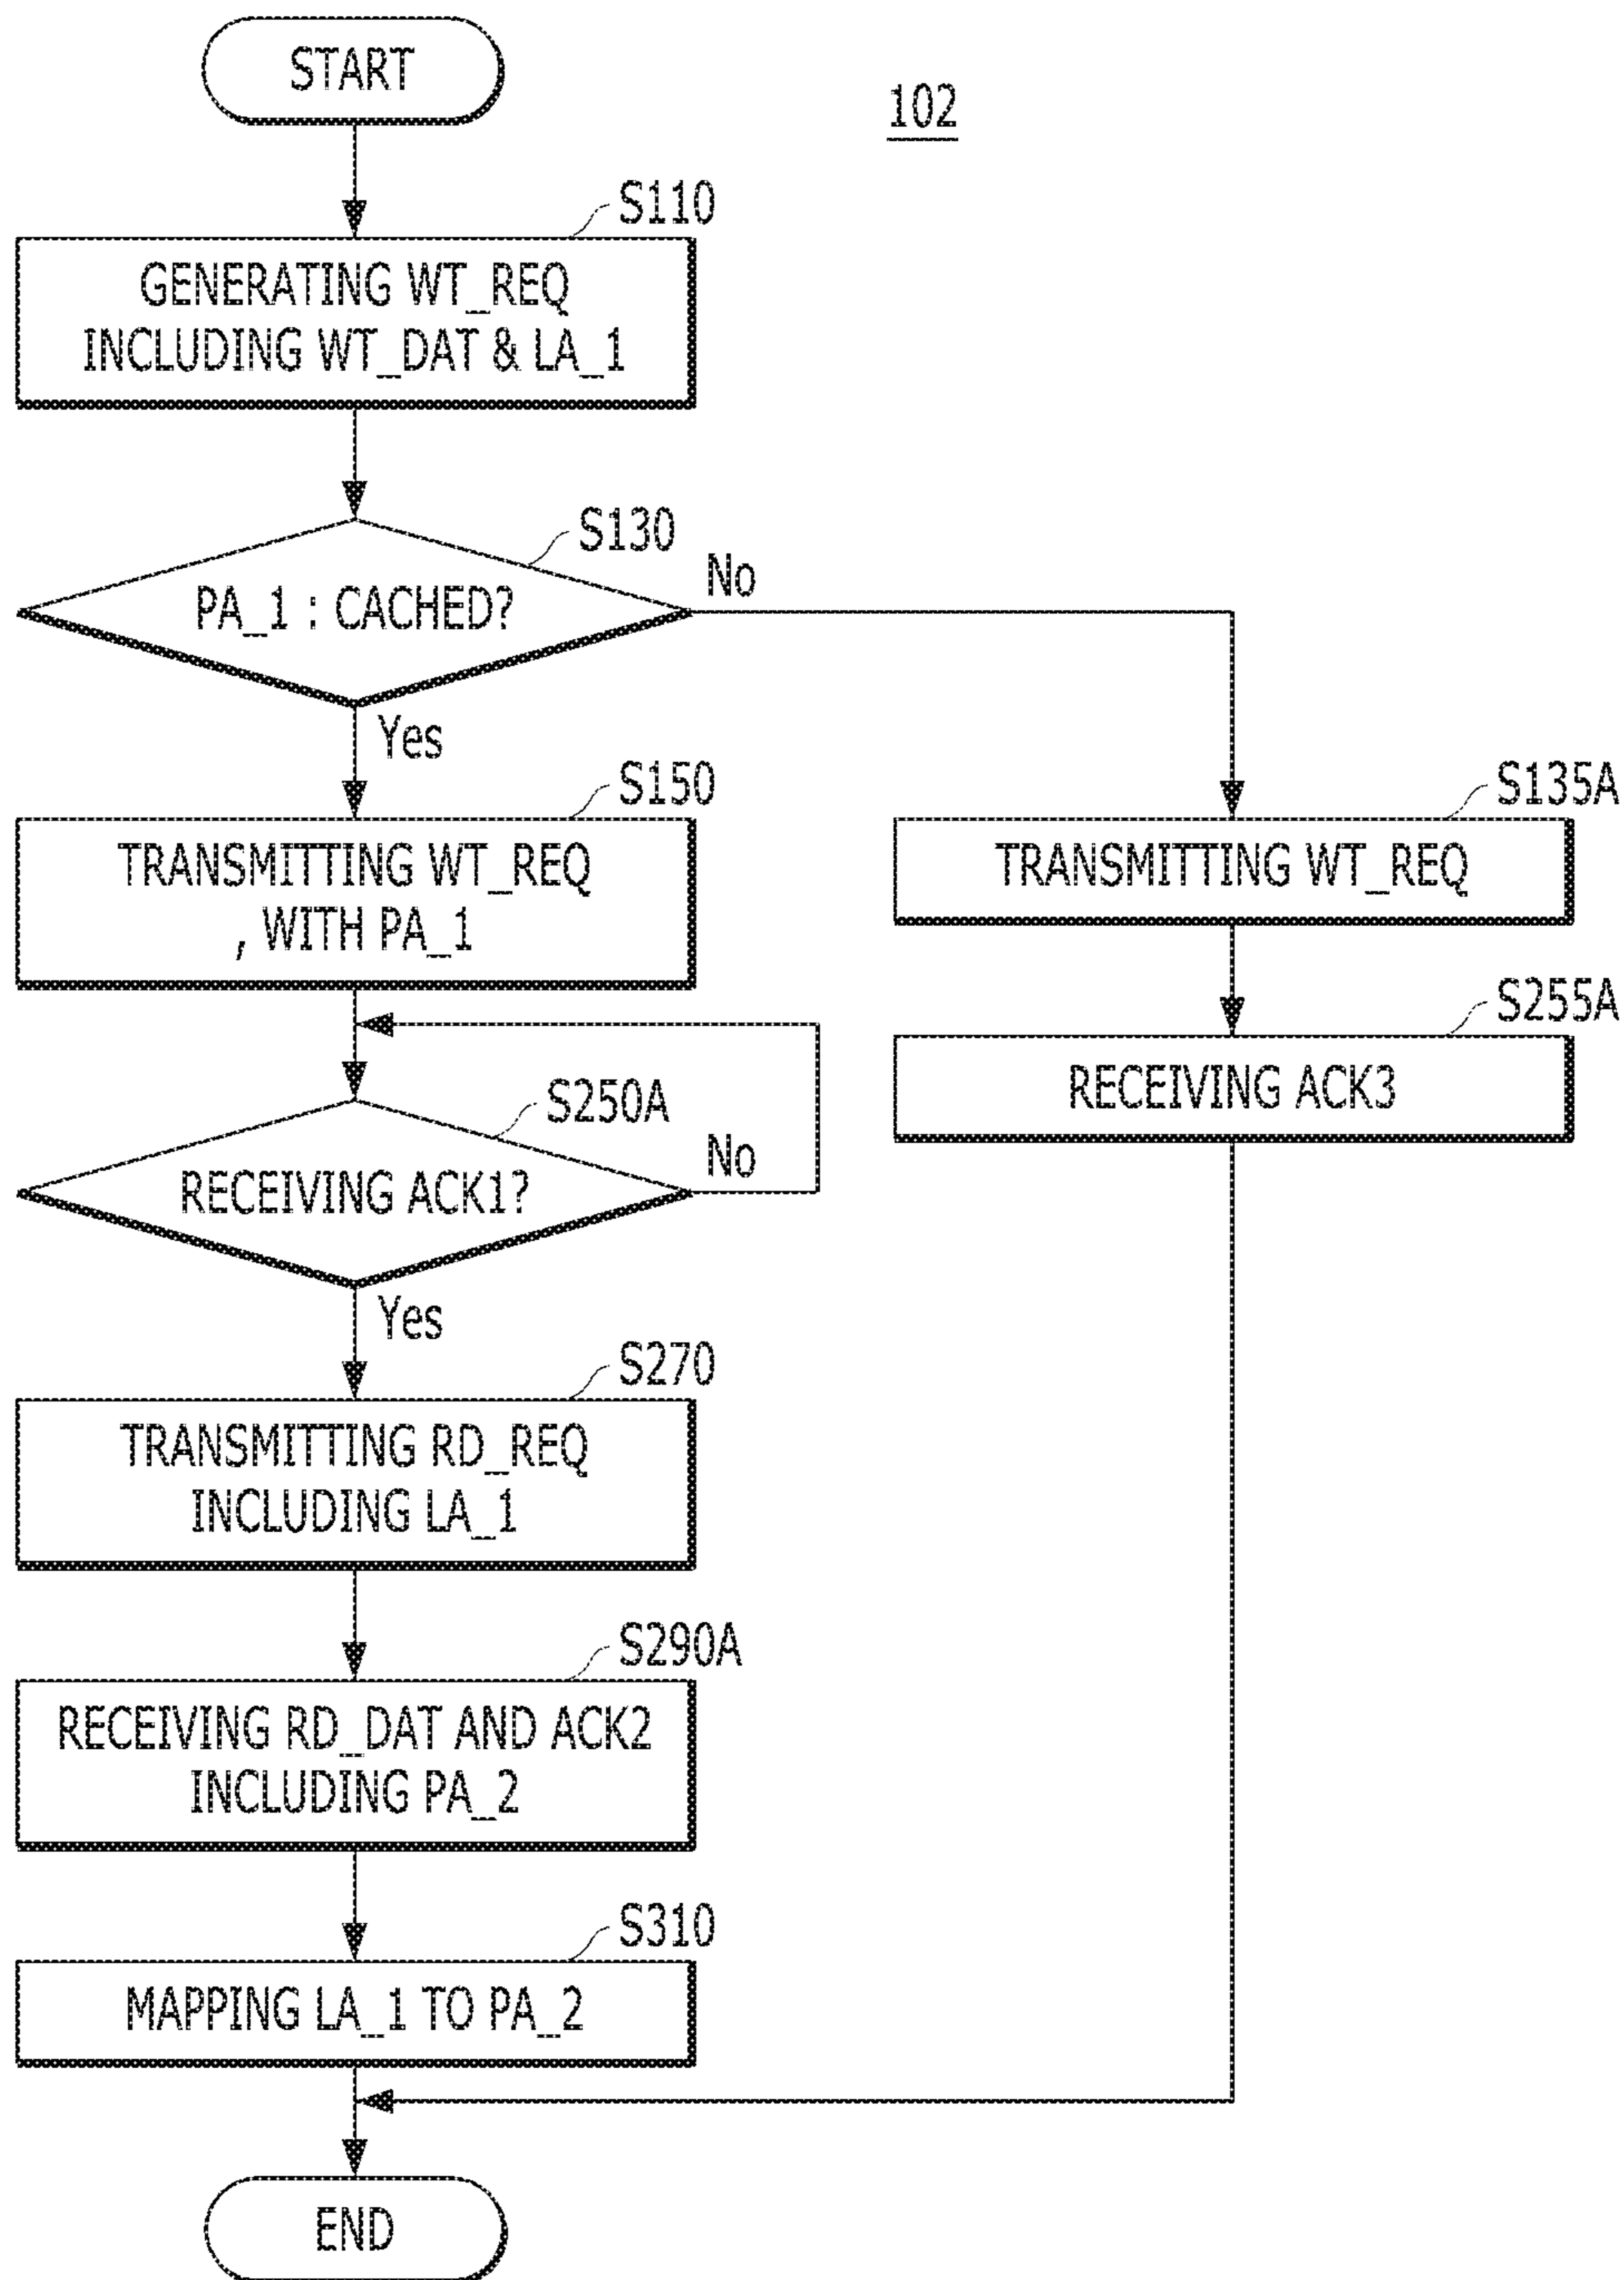 START
102
S110
GENERATING WT_REQ
INCLUDING WT_DAT & LA_1
S130
PA_1 : CACHED?
No
Yes
S150
TRANSMITTING WT_REQ
, WITH PA_1
S135A
TRANSMITTING WT_REQ
S255A
RECEIVING ACK3
S250A
RECEIVING ACK1?
No
Yes
S270
TRANSMITTING RD_REQ
INCLUDING LA_1
S290A
RECEIVING RD_DAT AND ACK2
INCLUDING PA_2
S310
MAPPING LA_1 TO PA_2
END